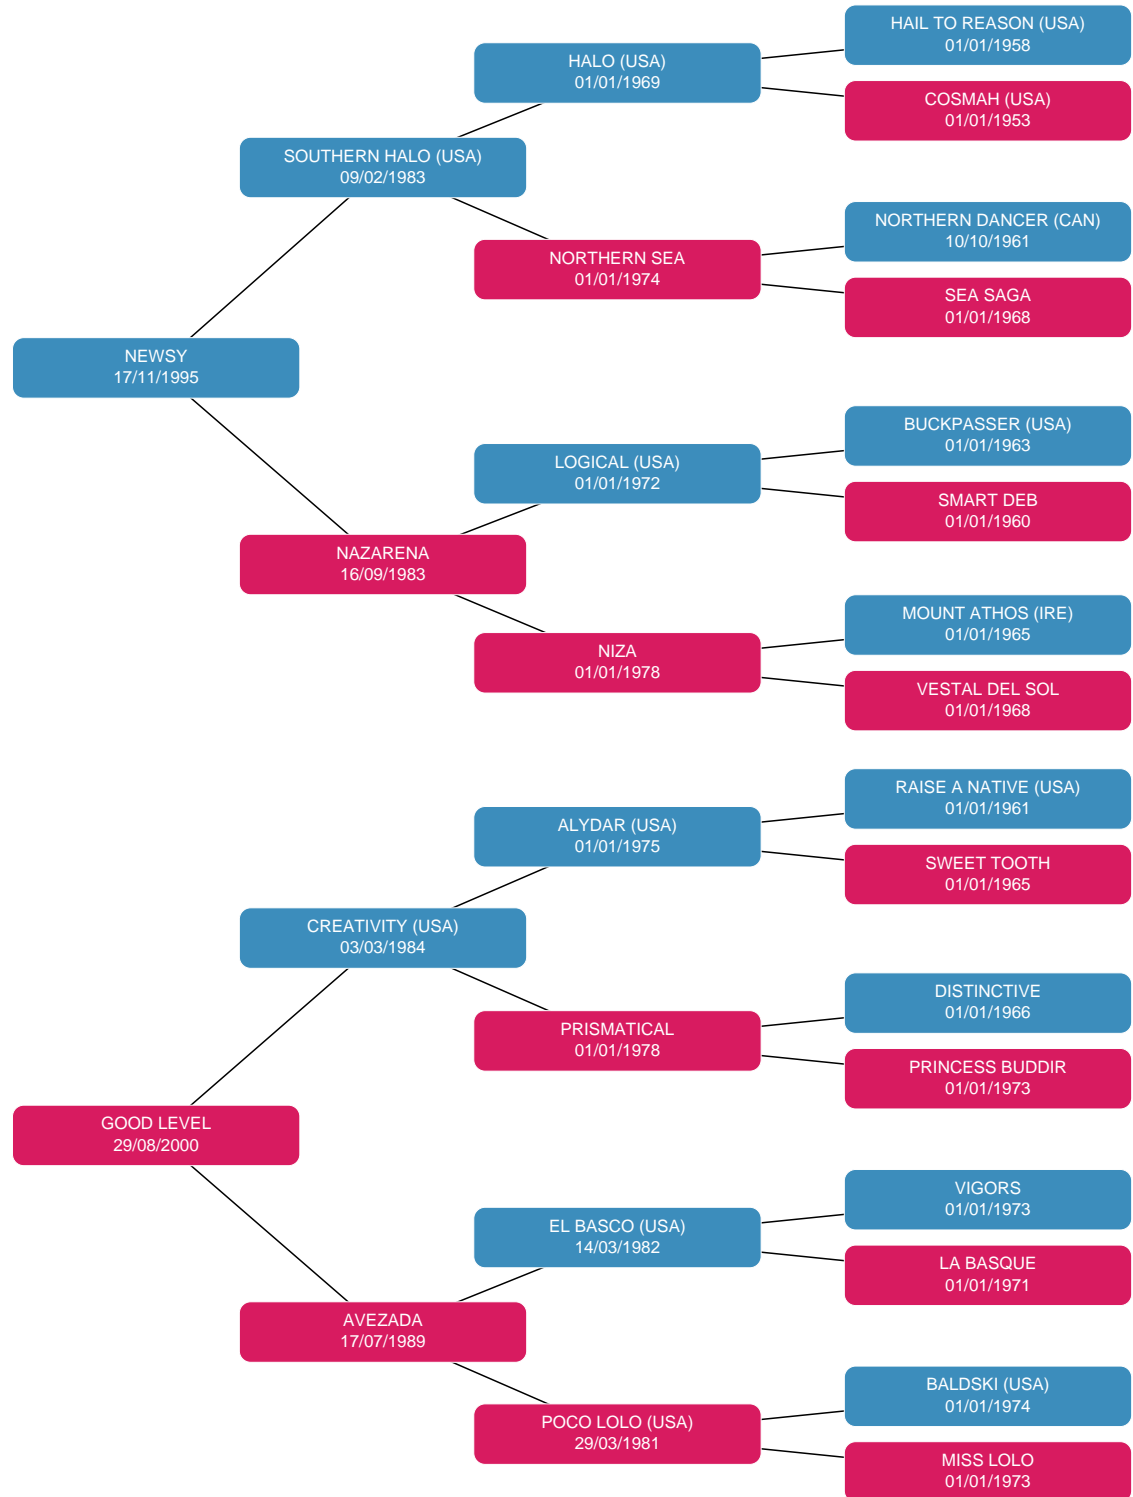 HAIL TO REASON (USA)
01/01/1958
HALO (USA)
01/01/1969
COSMAH (USA)
01/01/1953
SOUTHERN HALO (USA)
09/02/1983
NORTHERN DANCER (CAN)
10/10/1961
NORTHERN SEA
01/01/1974
SEA SAGA
01/01/1968
NEWSY
17/11/1995
BUCKPASSER (USA)
01/01/1963
LOGICAL (USA)
01/01/1972
SMART DEB
01/01/1960
NAZARENA
16/09/1983
MOUNT ATHOS (IRE)
01/01/1965
NIZA
01/01/1978
VESTAL DEL SOL
01/01/1968
RAISE A NATIVE (USA)
01/01/1961
ALYDAR (USA)
01/01/1975
SWEET TOOTH
01/01/1965
CREATIVITY (USA)
03/03/1984
DISTINCTIVE
01/01/1966
PRISMATICAL
01/01/1978
PRINCESS BUDDIR
01/01/1973
GOOD LEVEL
29/08/2000
VIGORS
01/01/1973
EL BASCO (USA)
14/03/1982
LA BASQUE
01/01/1971
AVEZADA
17/07/1989
BALDSKI (USA)
01/01/1974
POCO LOLO (USA)
29/03/1981
MISS LOLO
01/01/1973